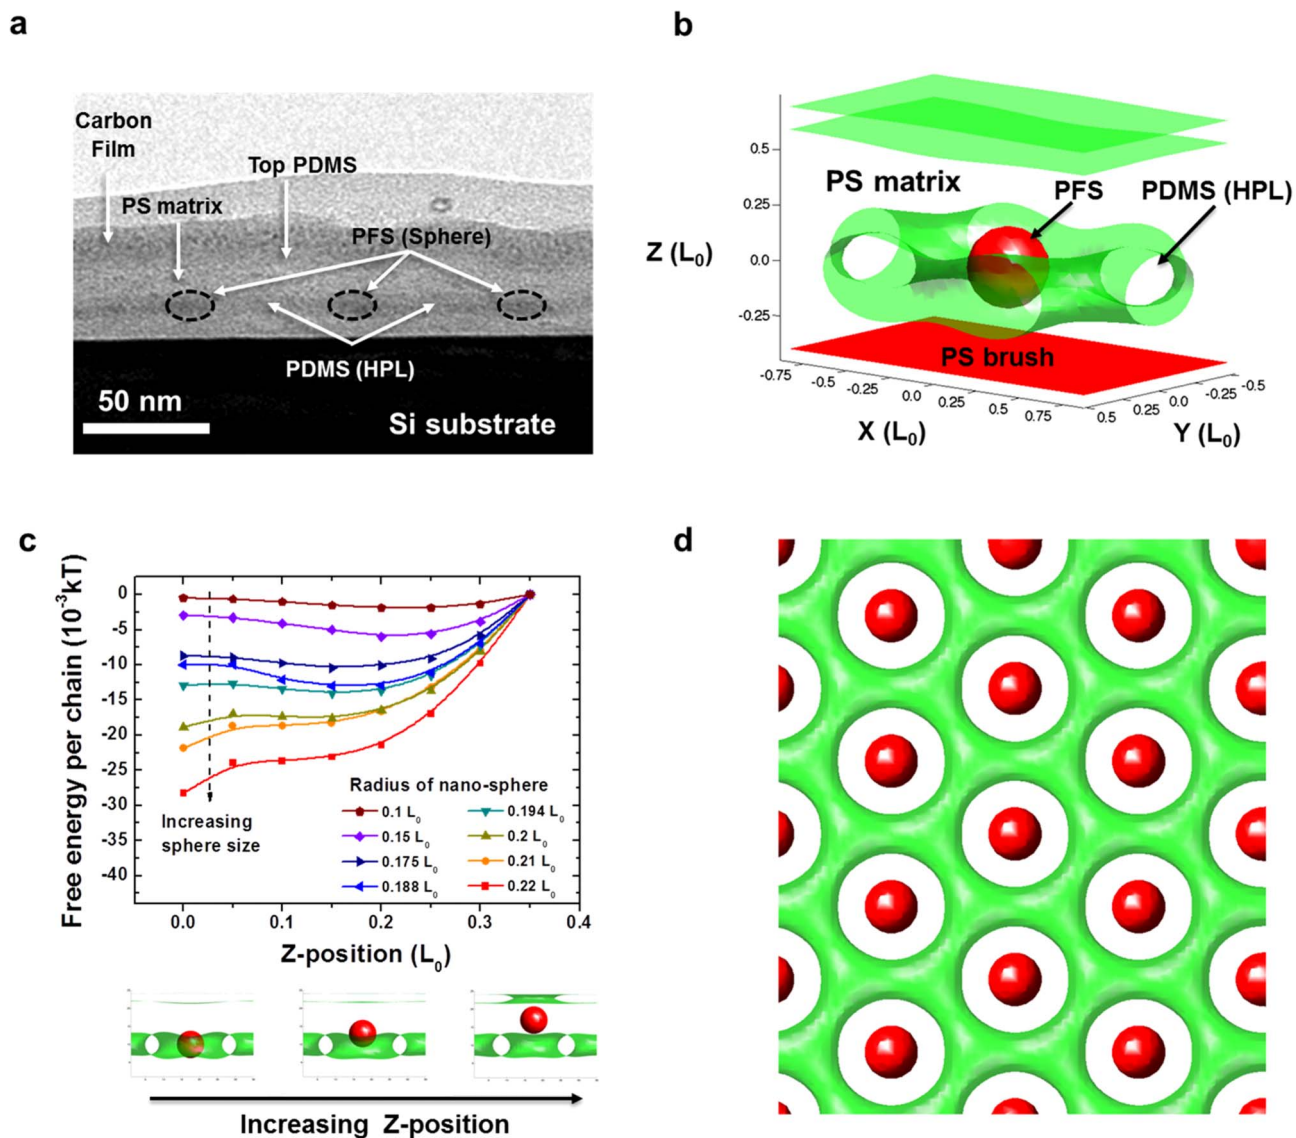 a
Carbon
Film
Top PDMS
PS matrix
PFS (Sphere)
PDMS (HPL)
50 nm
Si substrate
b
0.5
0.25
0.0
-0.25
Z (L0)
PS matrix
PFS
PDMS (HPL)
PS brush
-0.75
-0.5
-0.25
0.0
0.25
0.5
0.75
X (L0)
0.5
0.25
0.0
-0.25
-0.5
Y (L0)
c
Free energy per chain (10-3kT)
0
-5
-10
-15
-20
-25
-30
-35
-40
Increasing
sphere size
Radius of nano-sphere
0.1 L0
0.15 L0
0.175 L0
0.188 L0
0.194 L0
0.2 L0
0.21 L0
0.22 L0
0.0
0.1
0.2
0.3
0.4
Z-position (L0)
Increasing Z-position
d